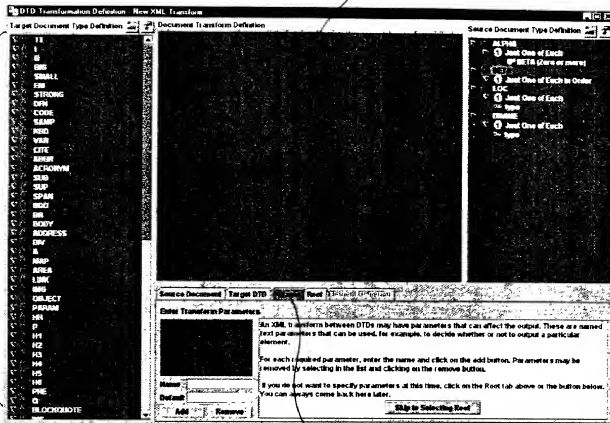 DTD Transformation Definition New XML Transform
Target Document Type Definition
TT
I
B
BIG
SMALL
EM
STRONG
DFN
CODE
SAMP
KBD
VAR
CITE
ABBR
ACRONYM
SUB
SUP
SPAN
BDO
BR
BODY
ADDRESS
DIV
A
MAP
AREA
LINK
IMG
OBJECT
PARAM
HR
P
H1
H2
H3
H4
H5
H6
PRE
Q
BLOCKQUOTE
Document Transform Definition
Source Document Type Definition
ALPHA
Just One of Each
BETA (Zero or more)
Just One of Each in Order
LOC
Just One of Each
type
Just One of Each
type
Source Document Target DTD Root
Enter Transform Parameters
Name
Default
Add Remove
An XML transform between DTDs may have parameters that can affect the output. These are named
text parameters that can be used, for example, to decide whether or not to output a particular
element.
For each required parameter, enter the name and click on the add button. Parameters may be
removed by selecting in the list and clicking on the remove button.
If you do not want to specify parameters at this time, click on the Root tab above or the button below.
You can always come back here later.
Skip to Selecting Root